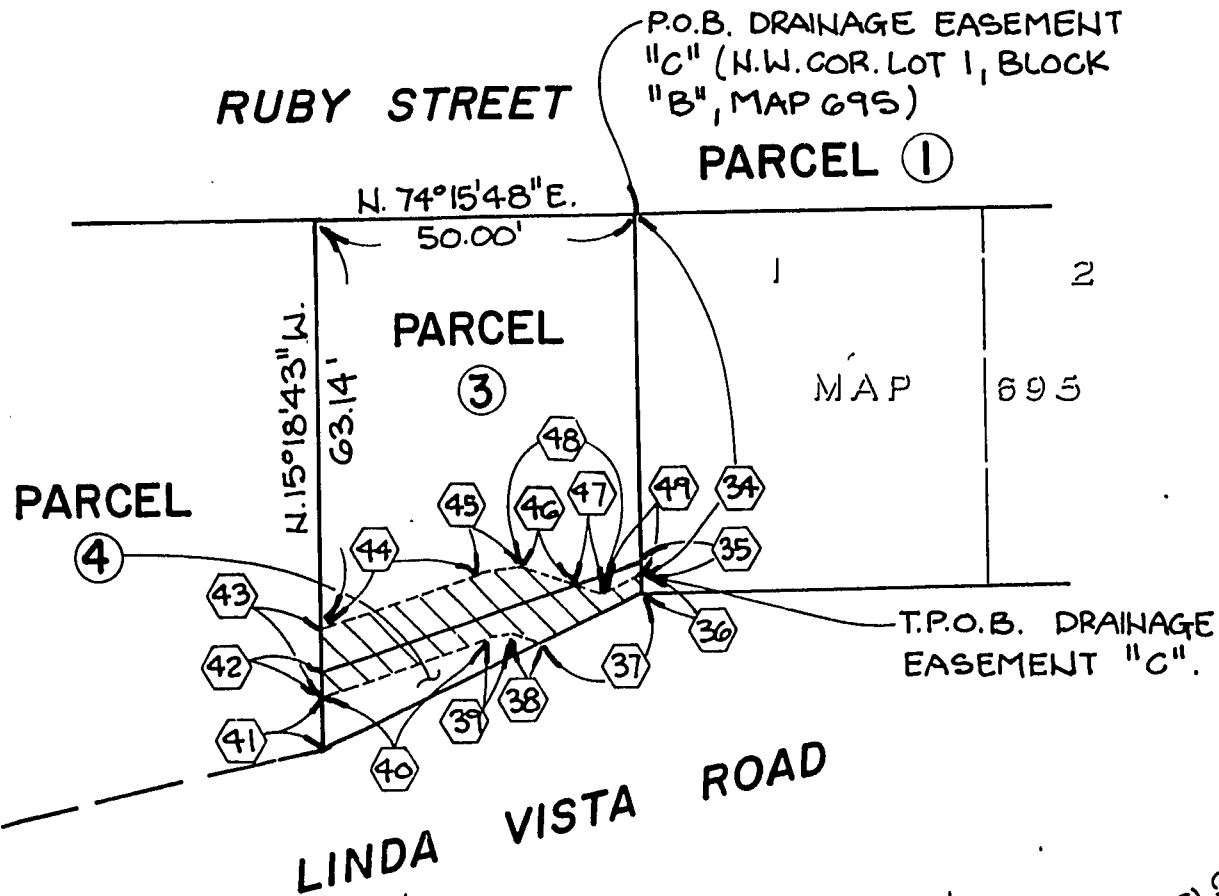 P.O.B. DRAINAGE EASEMENT
"C" (N.W. COR. LOT 1, BLOCK
"B", MAP 695)
RUBY STREET
PARCEL 1
N. 74°15'48" E.
50.00'
1
2
PARCEL
3
N. 15°18'43" W.
63.14'
MAP
695
PARCEL
4
48
45
46
47
49
34
44
35
43
36
T.P.O.B. DRAINAGE
EASEMENT "C".
42
37
38
39
41
40
LINDA VISTA ROAD